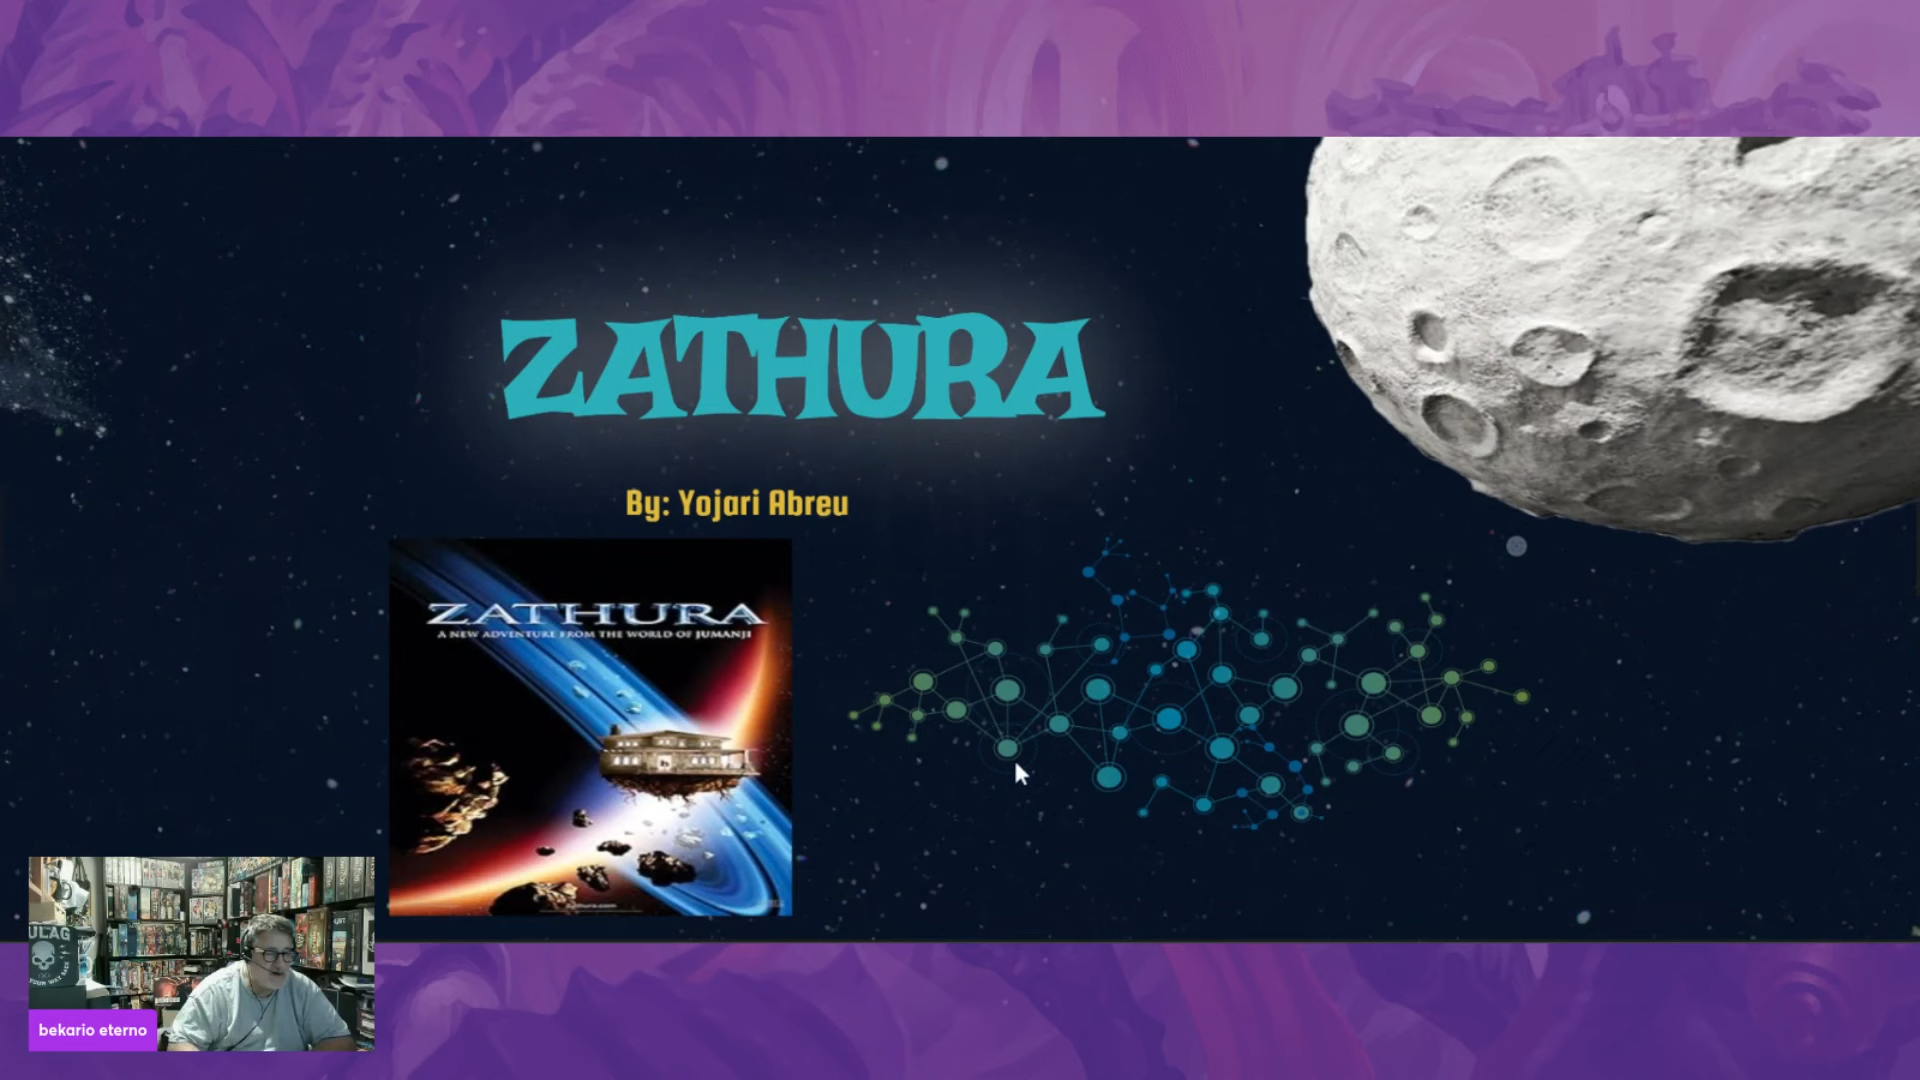 ZATHURA
By: Yojari Abreu
ZATHURA
A NEW ADVENTURE FROM THE WORLD OF JUMANJI
ULAG
bekario eterno